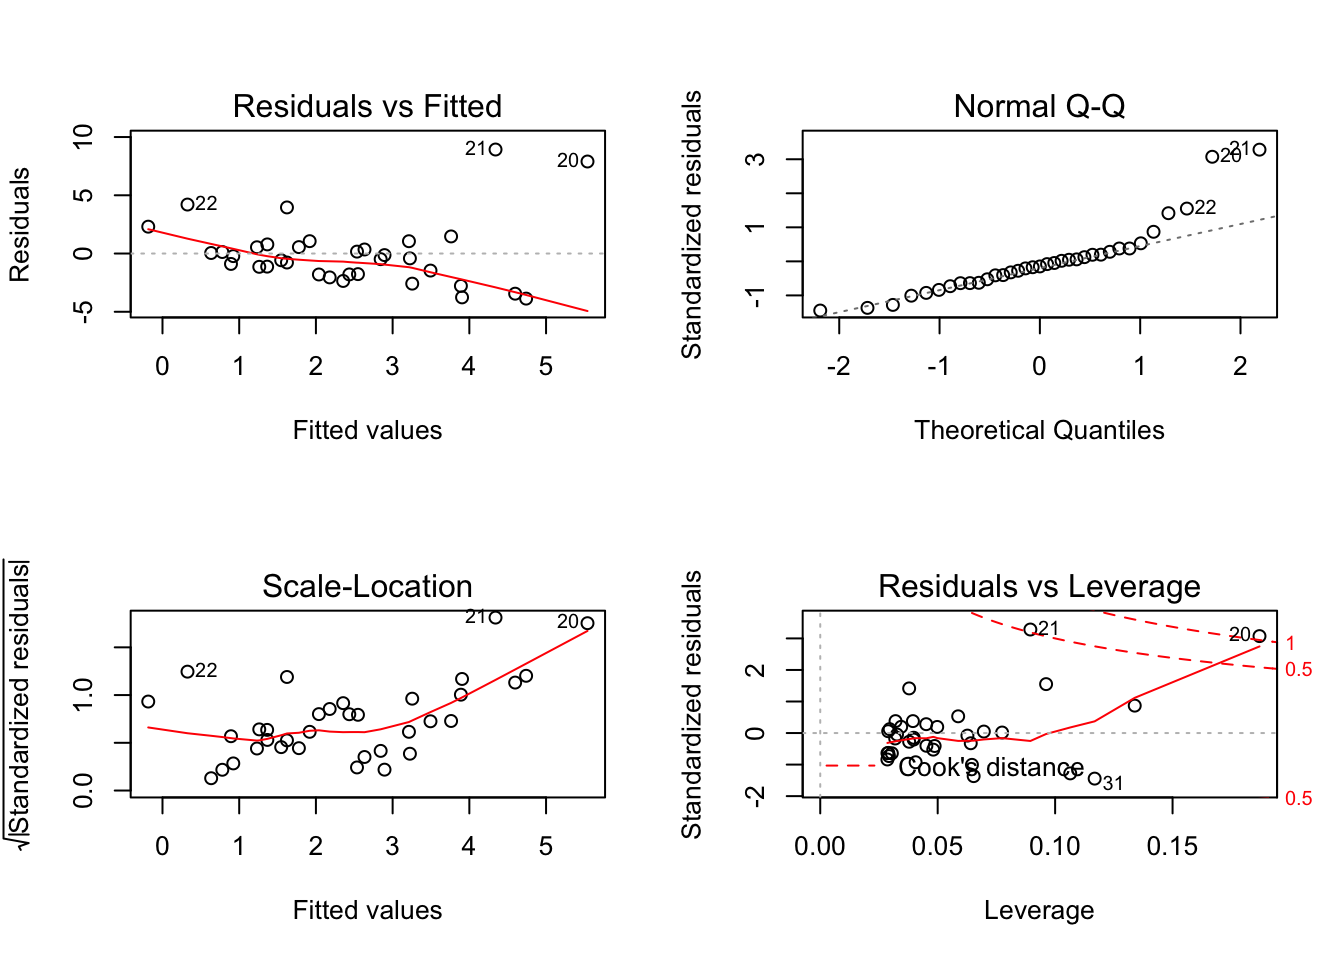 Residuals vs Fitted
Residuals
10
5
0
-5
21
20
22
0 1 2 3 4 5
Fitted values
Normal Q-Q
Standardized residuals
3
1
-1
21
20
22
-2 -1 0 1 2
Theoretical Quantiles
Scale-Location
√|Standardized residuals|
1.0
0.0
21
20
22
0 1 2 3 4 5
Fitted values
Residuals vs Leverage
Standardized residuals
2
0
-2
21
20
1
0.5
Cook's distance
31
0.5
0.00 0.05 0.10 0.15
Leverage